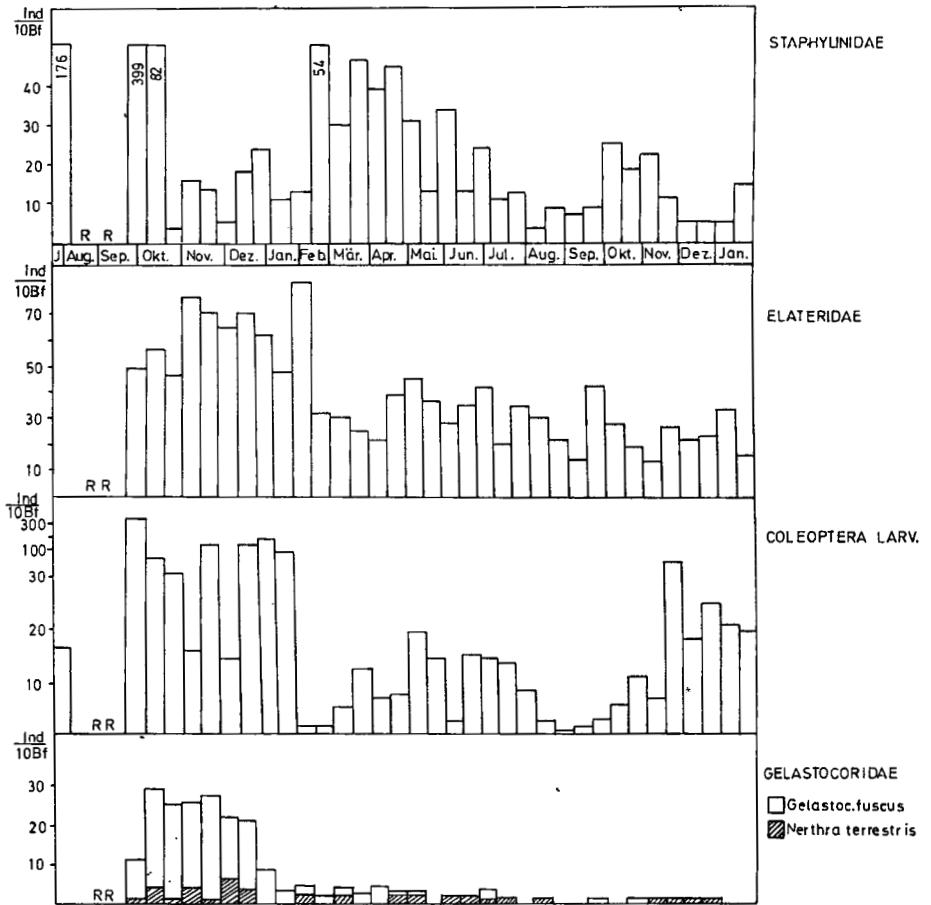 Ind
10Bf
STAPHYLINIDAE
176
399
82
54
40
30
20
10
R R
J Aug. Sep. Okt. Nov. Dez. Jan. Feb. Mär. Apr. Mai. Jun. Jul. Aug. Sep. Okt. Nov. Dez. Jan.
Ind
10Bf
ELATERIDAE
70
50
30
10
R R
Ind
10Bf
COLEOPTERA LARV.
300
100
30
20
10
R R
Ind
10Bf
GELASTOCORIDAE
Gelastoc.fuscus
Nerthra terrestris
30
20
10
R R